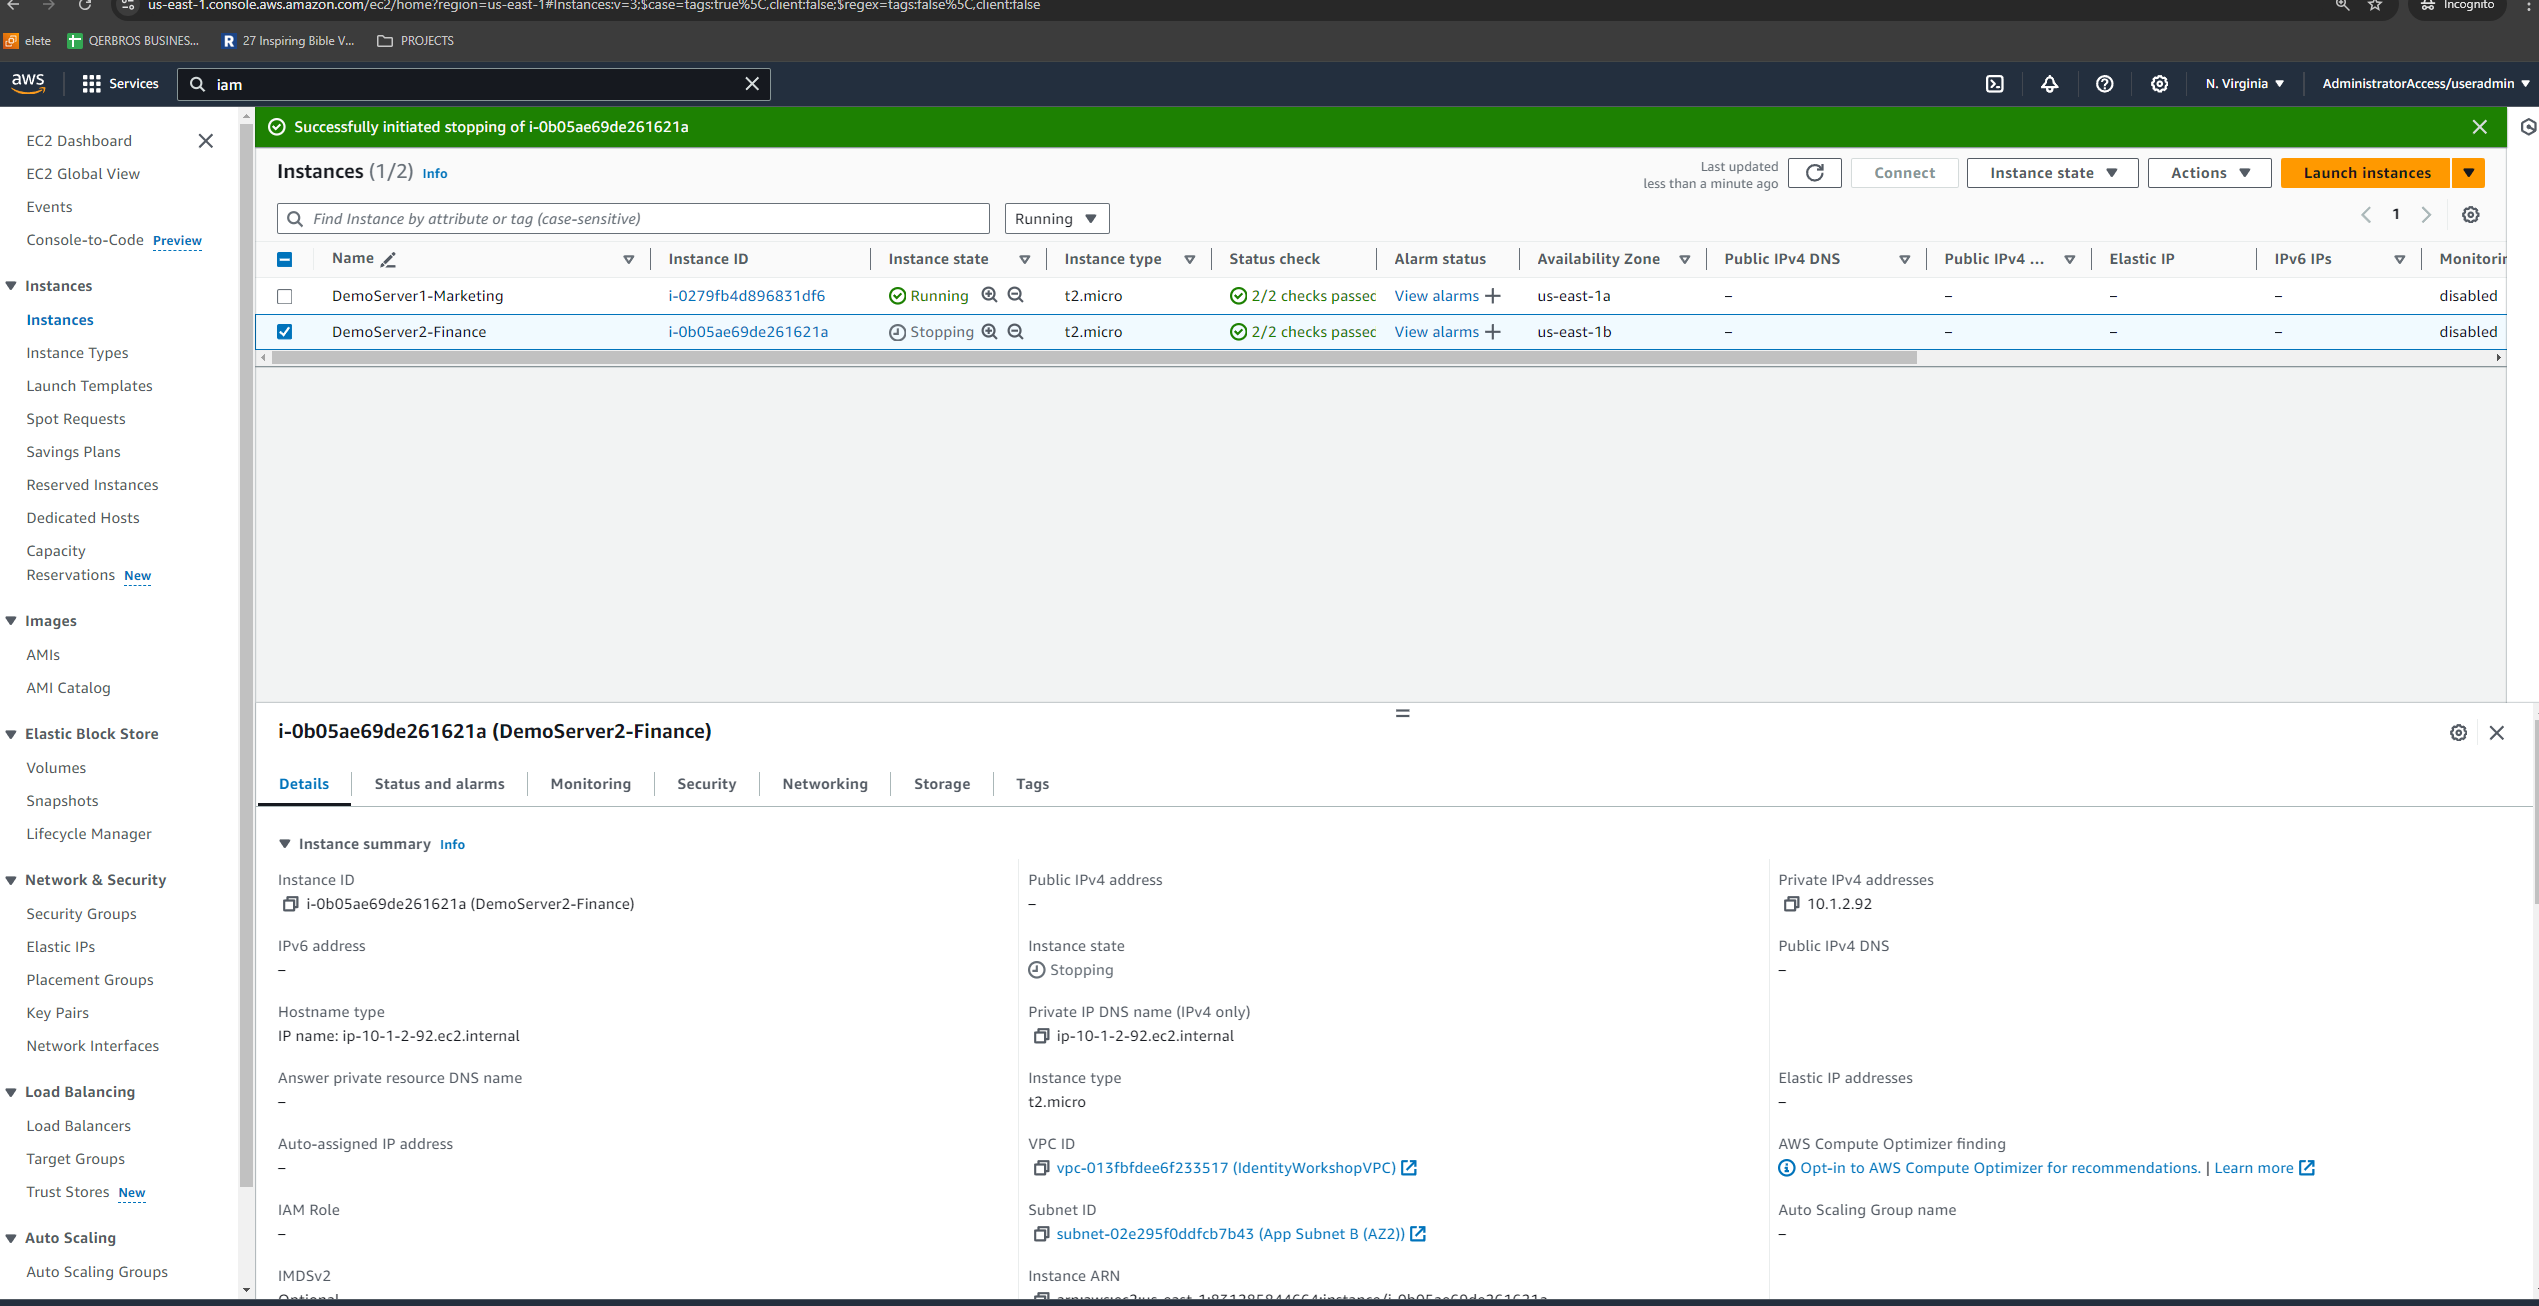 us-east-1.console.aws.amazon.com/ec2/home?region=us-east-1#Instances:v=3;$case=tags:true%5C,client:false;$regex=tags:false%5C,client:false
Incognito
elete
QERBROS BUSINES...
27 Inspiring Bible V...
PROJECTS
aws
Services
iam
N. Virginia
AdministratorAccess/useradmin
EC2 Dashboard
EC2 Global View
Events
Console-to-Code Preview
Instances
Instances
Instance Types
Launch Templates
Spot Requests
Savings Plans
Reserved Instances
Dedicated Hosts
Capacity
Reservations New
Images
AMIs
AMI Catalog
Elastic Block Store
Volumes
Snapshots
Lifecycle Manager
Network & Security
Security Groups
Elastic IPs
Placement Groups
Key Pairs
Network Interfaces
Load Balancing
Load Balancers
Target Groups
Trust Stores New
Auto Scaling
Auto Scaling Groups
Successfully initiated stopping of i-0b05ae69de261621a
Instances (1/2) Info
Last updated
less than a minute ago
Connect
Instance state
Actions
Launch instances
Find Instance by attribute or tag (case-sensitive)
Running
1
Name Instance ID Instance state Instance type Status check Alarm status Availability Zone Public IPv4 DNS Public IPv4 ... Elastic IP IPv6 IPs Monitorin
DemoServer1-Marketing i-0279fb4d896831df6 Running t2.micro 2/2 checks passed View alarms + us-east-1a – – – – disabled
DemoServer2-Finance i-0b05ae69de261621a Stopping t2.micro 2/2 checks passed View alarms + us-east-1b – – – – disabled
i-0b05ae69de261621a (DemoServer2-Finance)
Details Status and alarms Monitoring Security Networking Storage Tags
Instance summary Info
Instance ID
i-0b05ae69de261621a (DemoServer2-Finance)
Public IPv4 address
–
Private IPv4 addresses
10.1.2.92
IPv6 address
–
Instance state
Stopping
Public IPv4 DNS
–
Hostname type
IP name: ip-10-1-2-92.ec2.internal
Private IP DNS name (IPv4 only)
ip-10-1-2-92.ec2.internal
Answer private resource DNS name
–
Instance type
t2.micro
Elastic IP addresses
–
Auto-assigned IP address
–
VPC ID
vpc-013fbfdee6f233517 (IdentityWorkshopVPC)
AWS Compute Optimizer finding
Opt-in to AWS Compute Optimizer for recommendations. | Learn more
IAM Role
–
Subnet ID
subnet-02e295f0ddfcb7b43 (App Subnet B (AZ2))
Auto Scaling Group name
–
IMDSv2
Optional
Instance ARN